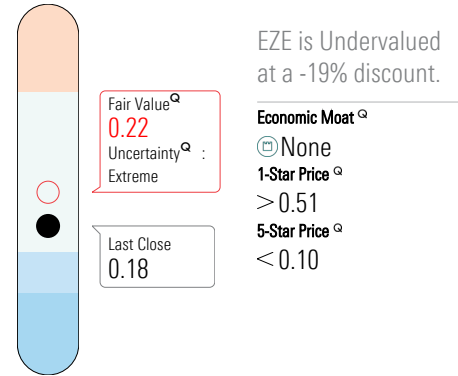 EZE is Undervalued
at a -19% discount.
Fair Value Q
0.22
Uncertainty Q :
Extreme
Last Close
0.18
Economic Moat Q
None
1-Star Price Q
>0.51
5-Star Price Q
<0.10